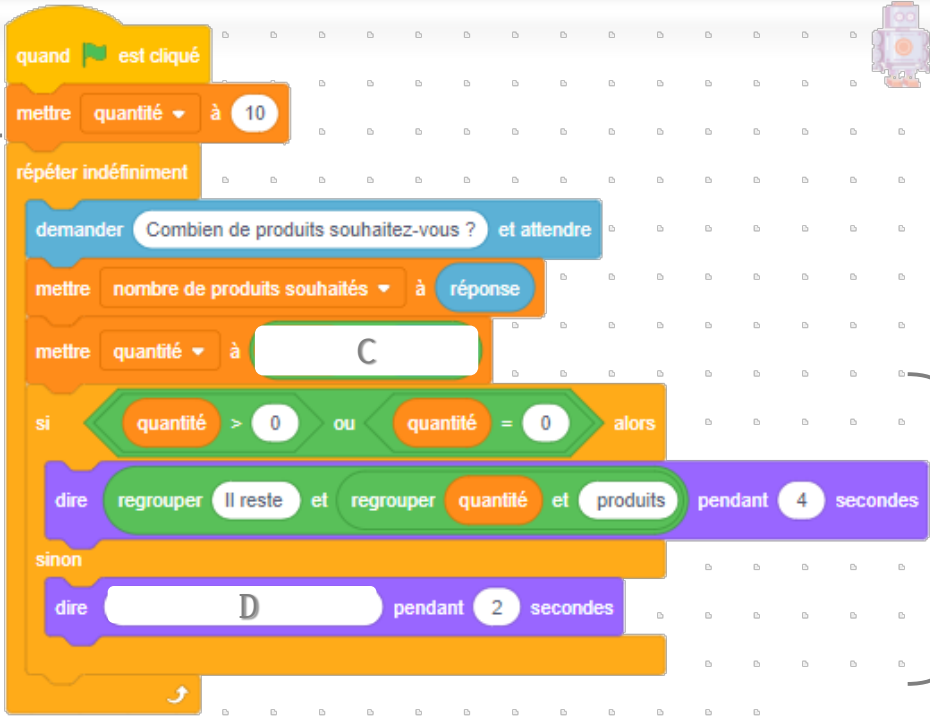 quand est cliqué
mettre quantité à 10
répéter indéfiniment
demander Combien de produits souhaitez-vous ? et attendre
mettre nombre de produits souhaités à réponse
mettre quantité à C
si quantité > 0 ou quantité = 0 alors
dire regrouper Il reste et regrouper quantité et produits pendant 4 secondes
sinon
dire D pendant 2 secondes